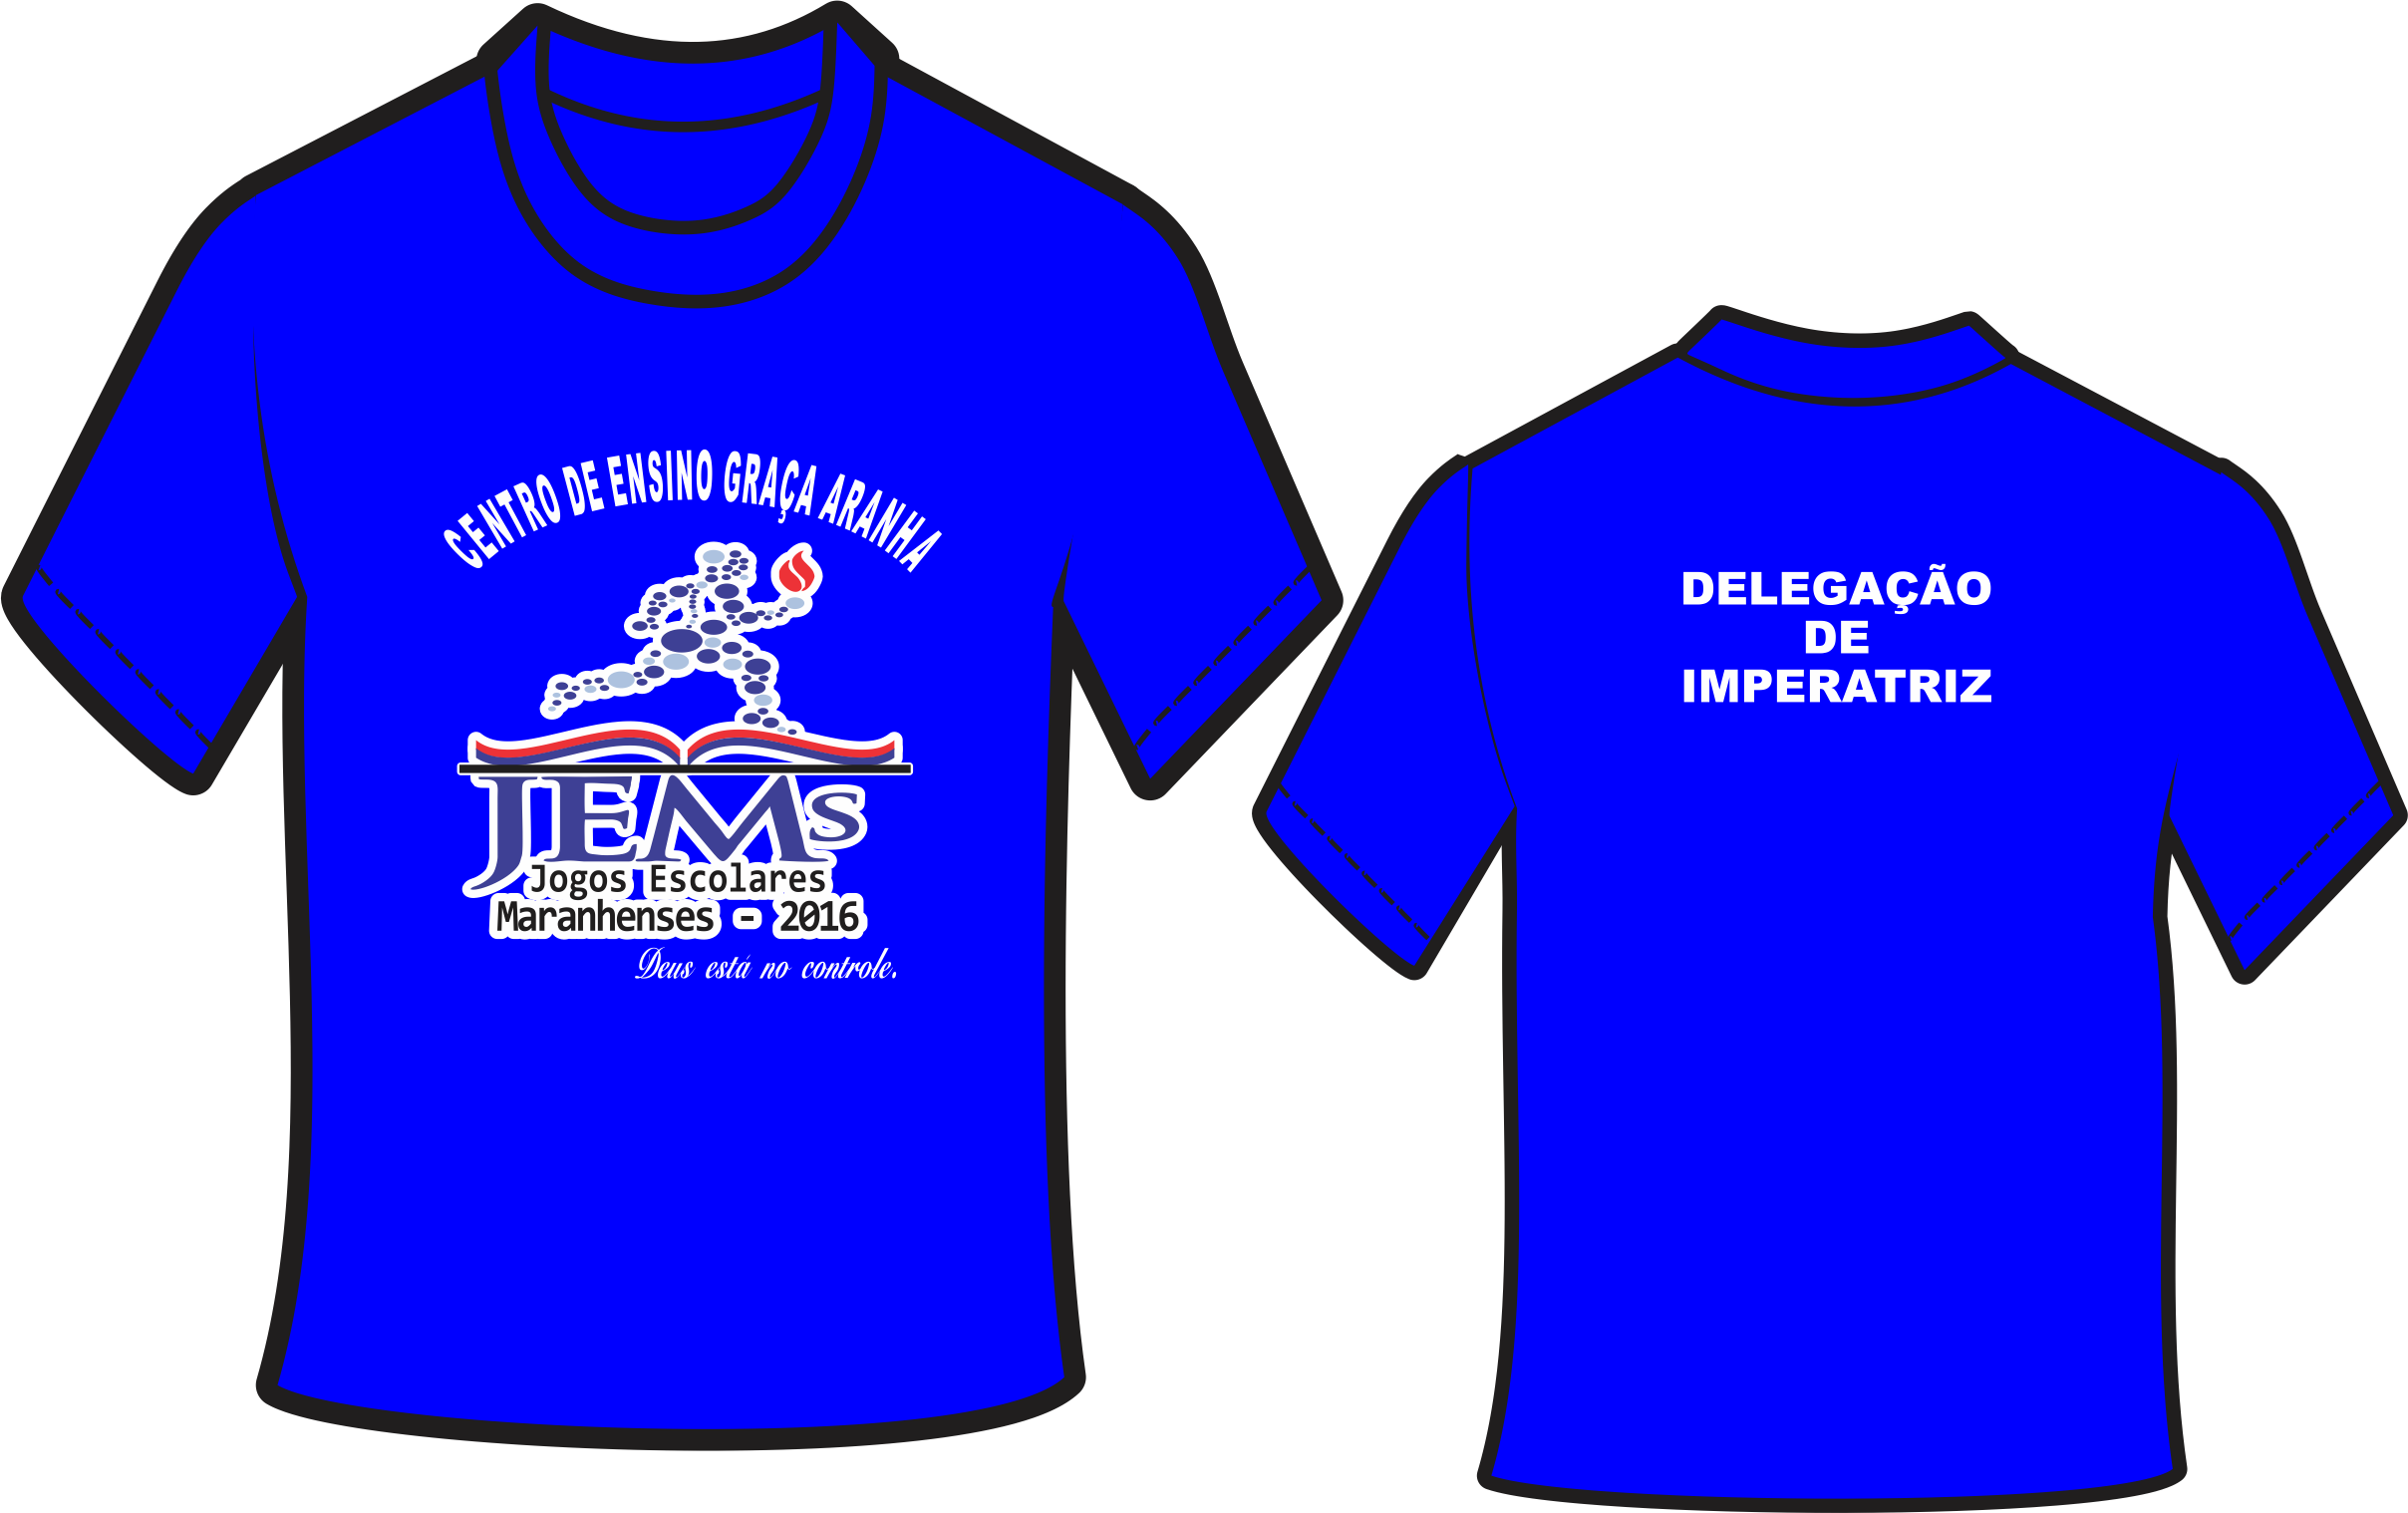 CENTRO DE ENSINO GRAÇA ARANHA
JEMs
Jogos Escolares
Maranhenses - 2016
Deus está no controle.
DELEGAÇÃO
DE
IMPERATRIZ